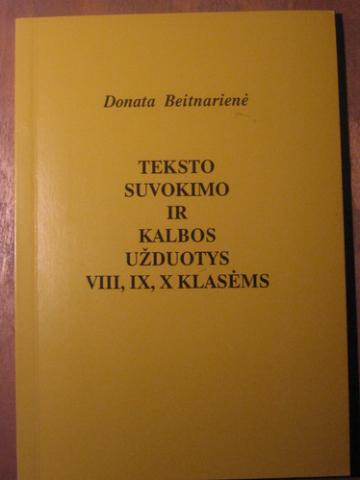 Donata Beitnarienė
TEKSTO
SUVOKIMO
IR
KALBOS
UŽDUOTYS
VIII, IX, X KLASĖMS